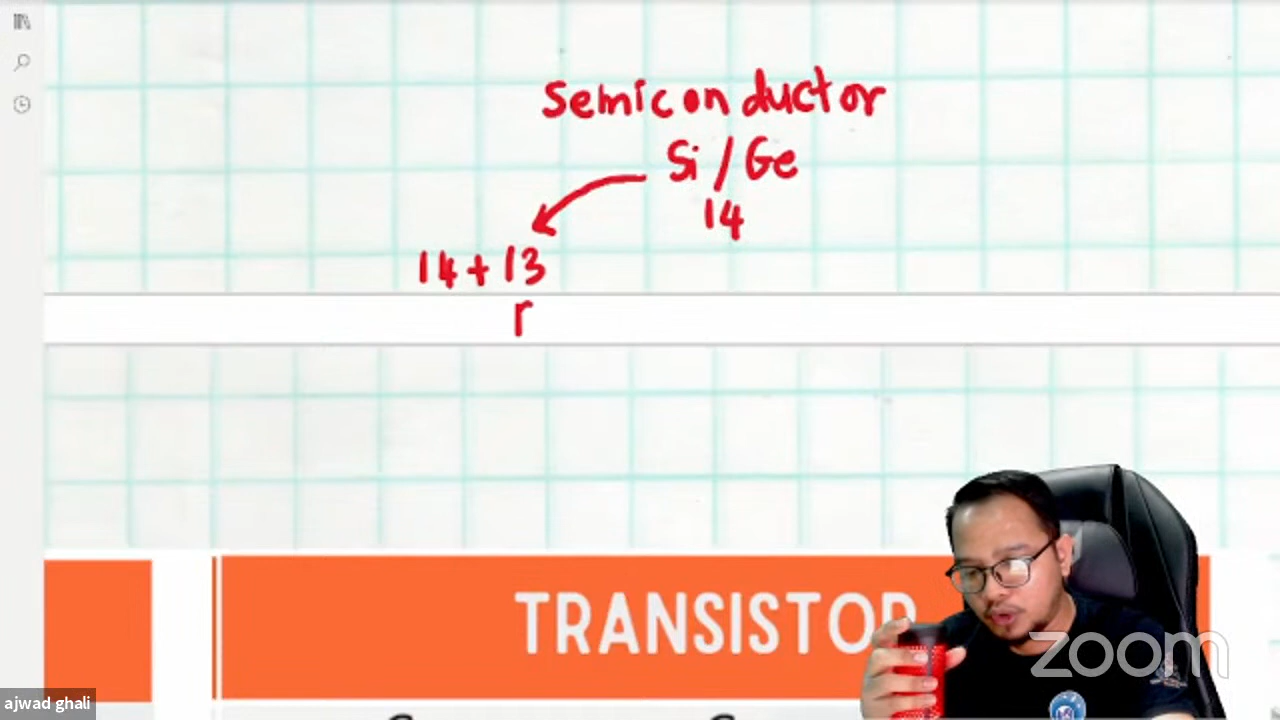 semiconductor
Si / Ge
14
14 + 13
r
TRANSISTOR
zoom
ajwad ghali